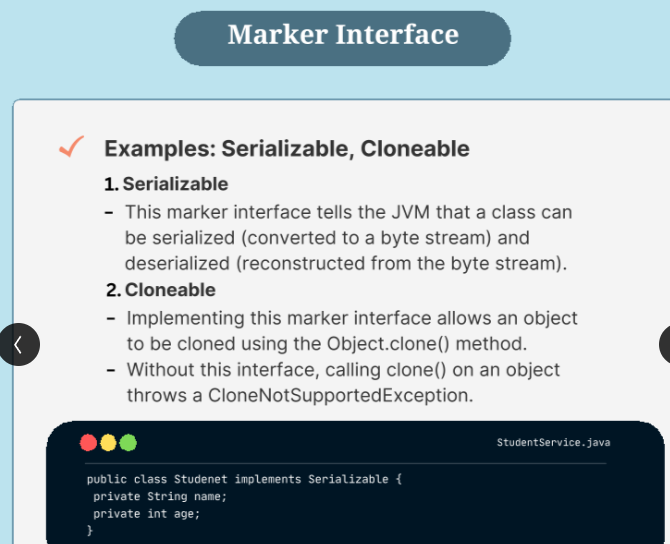 Marker Interface
Examples: Serializable, Cloneable
1. Serializable
- This marker interface tells the JVM that a class can
be serialized (converted to a byte stream) and
deserialized (reconstructed from the byte stream).
2. Cloneable
- Implementing this marker interface allows an object
to be cloned using the Object.clone() method.
- Without this interface, calling clone() on an object
throws a CloneNotSupportedException.
StudentService.java
public class Studenet implements Serializable {
private String name;
private int age;
}